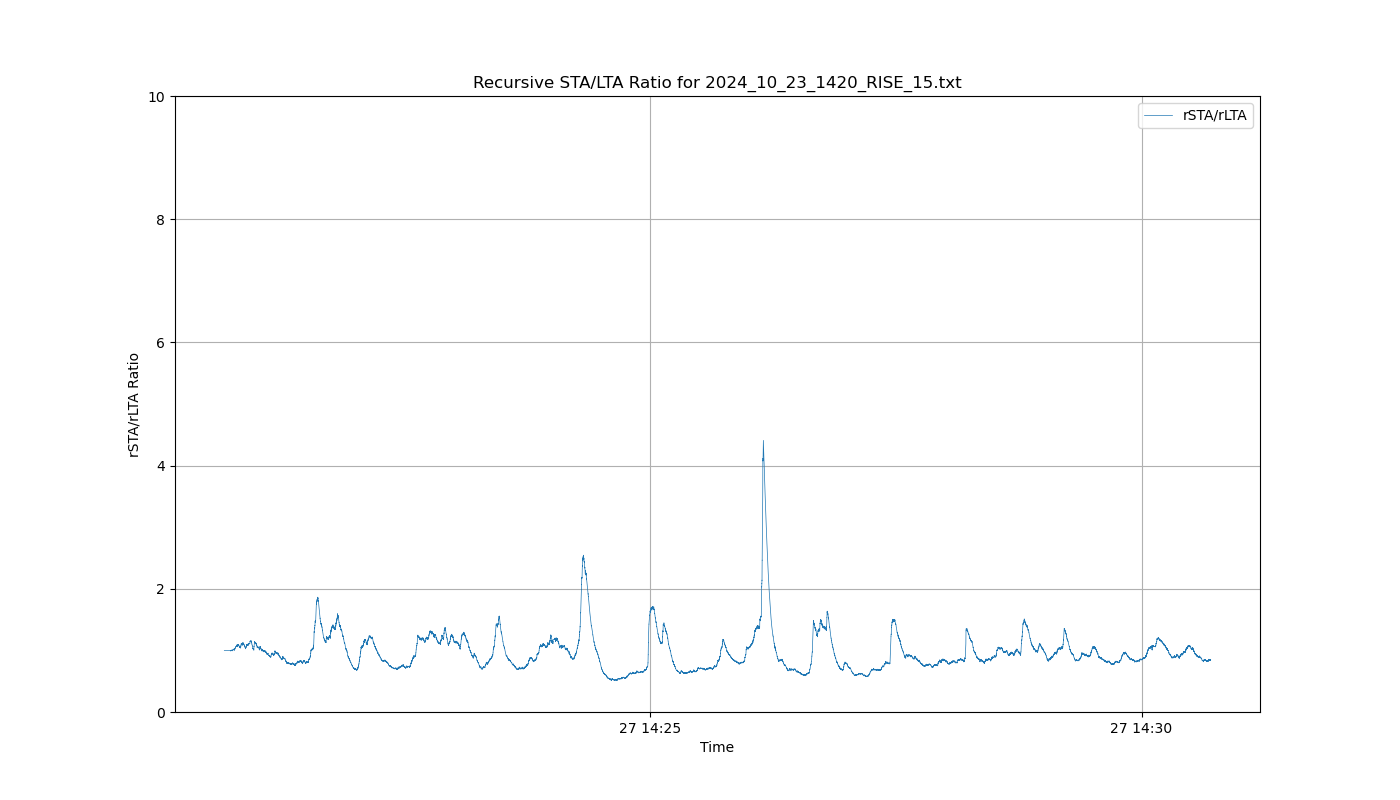 Recursive STA/LTA Ratio for 2024_10_23_1420_RISE_15.txt
10
8
6
4
2
0
rSTA/rLTA Ratio
rSTA/rLTA
27 14:25
27 14:30
Time